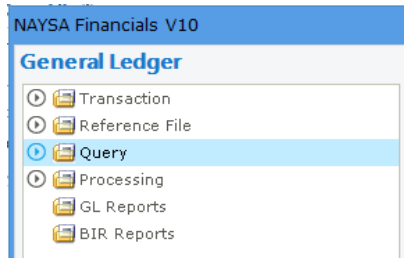 NAYSA Financials V10
General Ledger
Transaction
Reference File
Query
Processing
GL Reports
BIR Reports